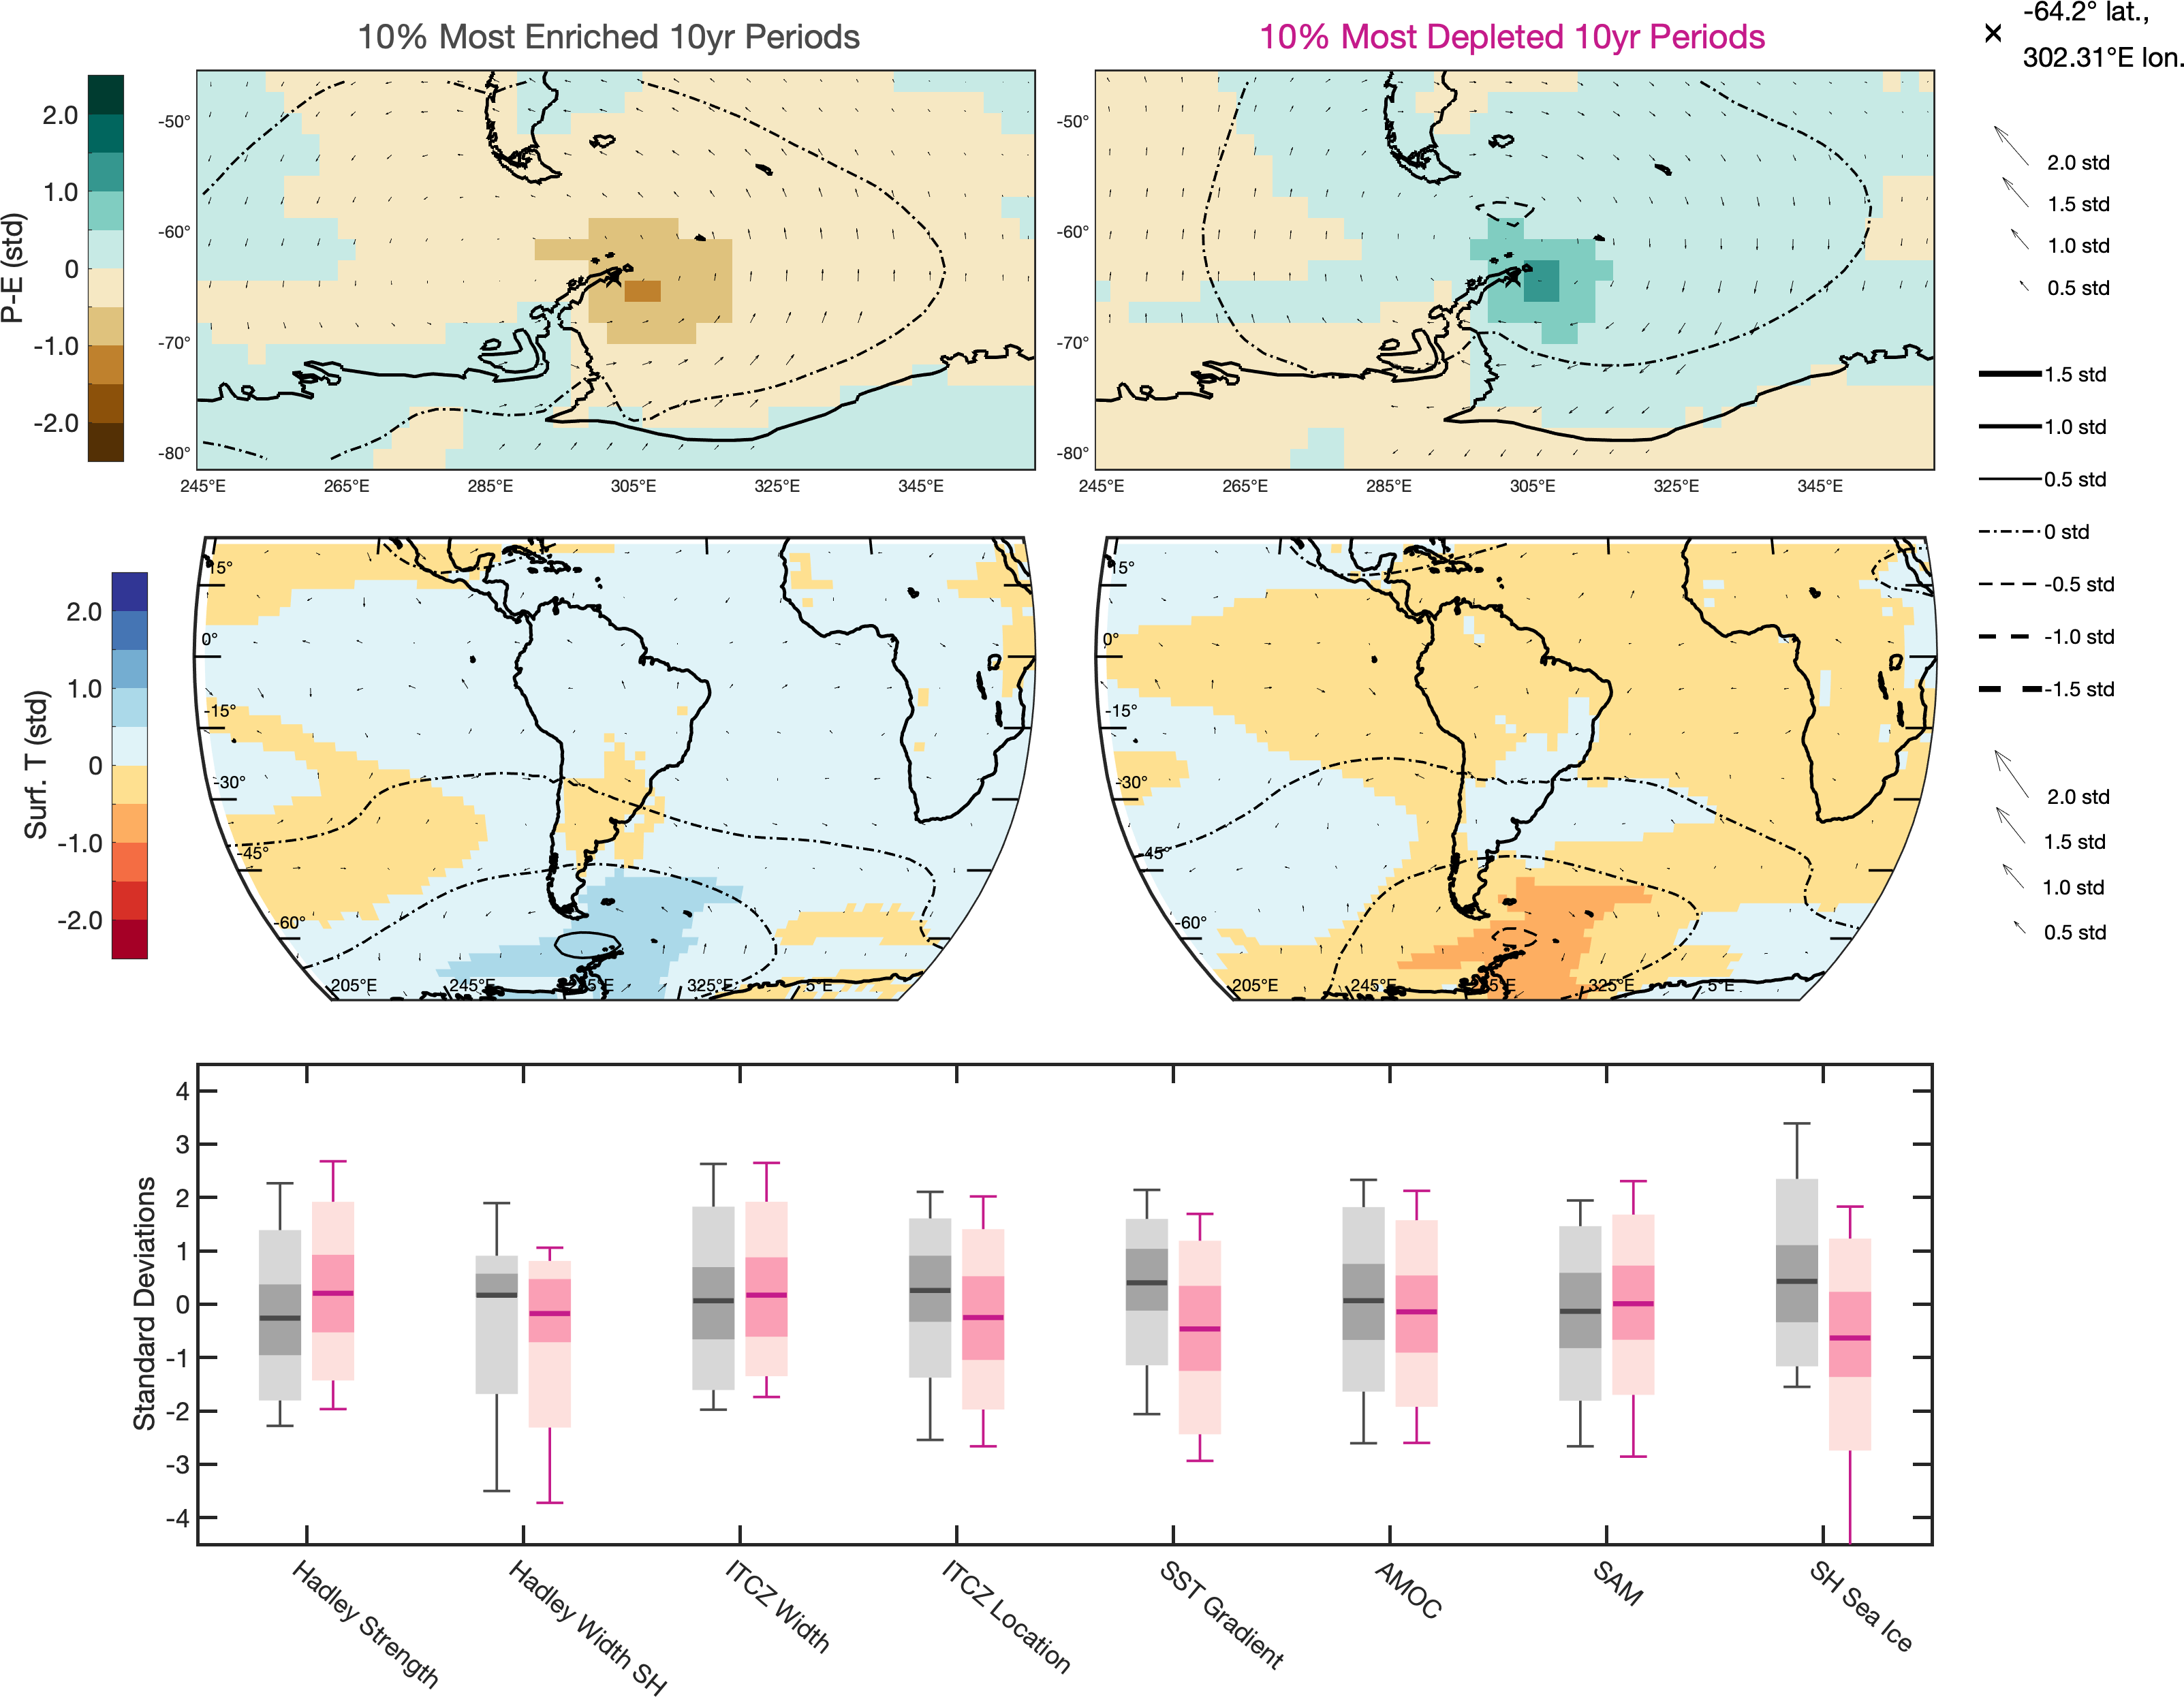 10% Most Enriched 10yr Periods
10% Most Depleted 10yr Periods
-64.2° lat.,
302.31°E lon.
P-E (std)
2.0
1.0
0
-1.0
-2.0
-50°
-60°
-70°
-80°
245°E 265°E 285°E 305°E 325°E 345°E
-50°
-60°
-70°
-80°
245°E 265°E 285°E 305°E 325°E 345°E
2.0 std
1.5 std
1.0 std
0.5 std
1.5 std
1.0 std
0.5 std
0 std
-0.5 std
-1.0 std
-1.5 std
2.0 std
1.5 std
1.0 std
0.5 std
Surf. T (std)
2.0
1.0
0
-1.0
-2.0
15°
0°
-15°
-30°
-45°
-60°
205°E 245°E 325°E 5°E
15°
0°
-15°
-30°
-45°
-60°
205°E 245°E 325°E 5°E
Standard Deviations
4
3
2
1
0
-1
-2
-3
-4
Hadley Strength
Hadley Width SH
ITCZ Width
ITCZ Location
SST Gradient
AMOC
SAM
SH Sea Ice